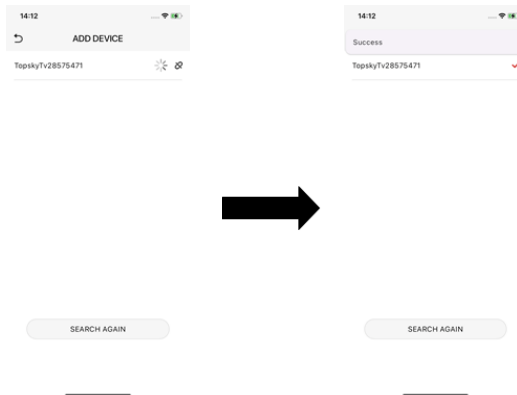 14:12
ADD DEVICE
TopskyTv28575471
SEARCH AGAIN
14:12
Success
TopskyTv28575471
SEARCH AGAIN